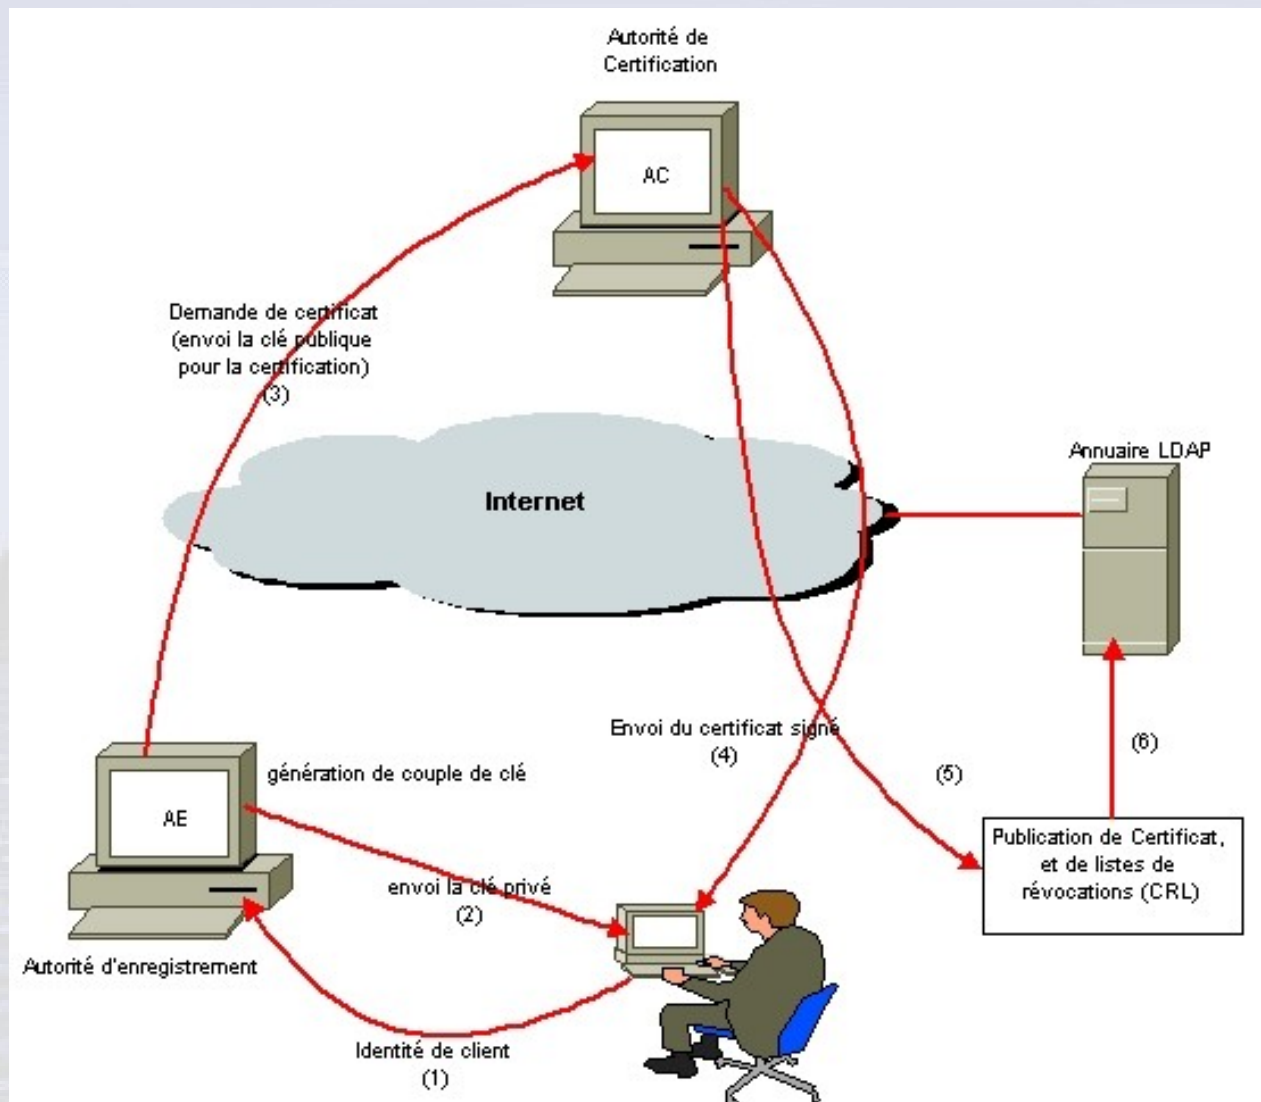 Autorité de
Certification
AC
Demande de certificat
(envoi la clé publique
pour la certification)
(3)
Internet
Annuaire LDAP
Envoi du certificat signé
(4)
(5)
(6)
Publication de Certificat,
et de listes de
révocations (CRL)
génération de couple de clé
AE
envoi la clé privé
(2)
Autorité d'enregistrement
Identité de client
(1)